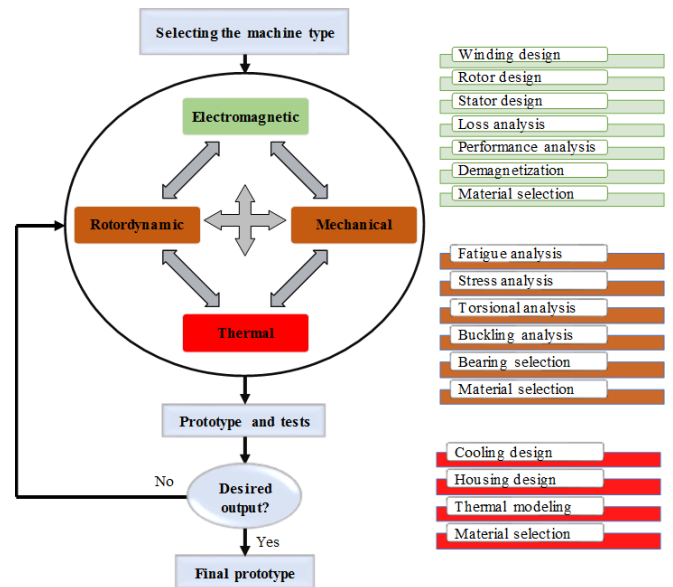 Selecting the machine type
Electromagnetic
Rotordynamic
Mechanical
Thermal
Prototype and tests
No
Desired
output?
Yes
Final prototype
Winding design
Rotor design
Stator design
Loss analysis
Performance analysis
Demagnetization
Material selection
Fatigue analysis
Stress analysis
Torsional analysis
Buckling analysis
Bearing selection
Material selection
Cooling design
Housing design
Thermal modeling
Material selection